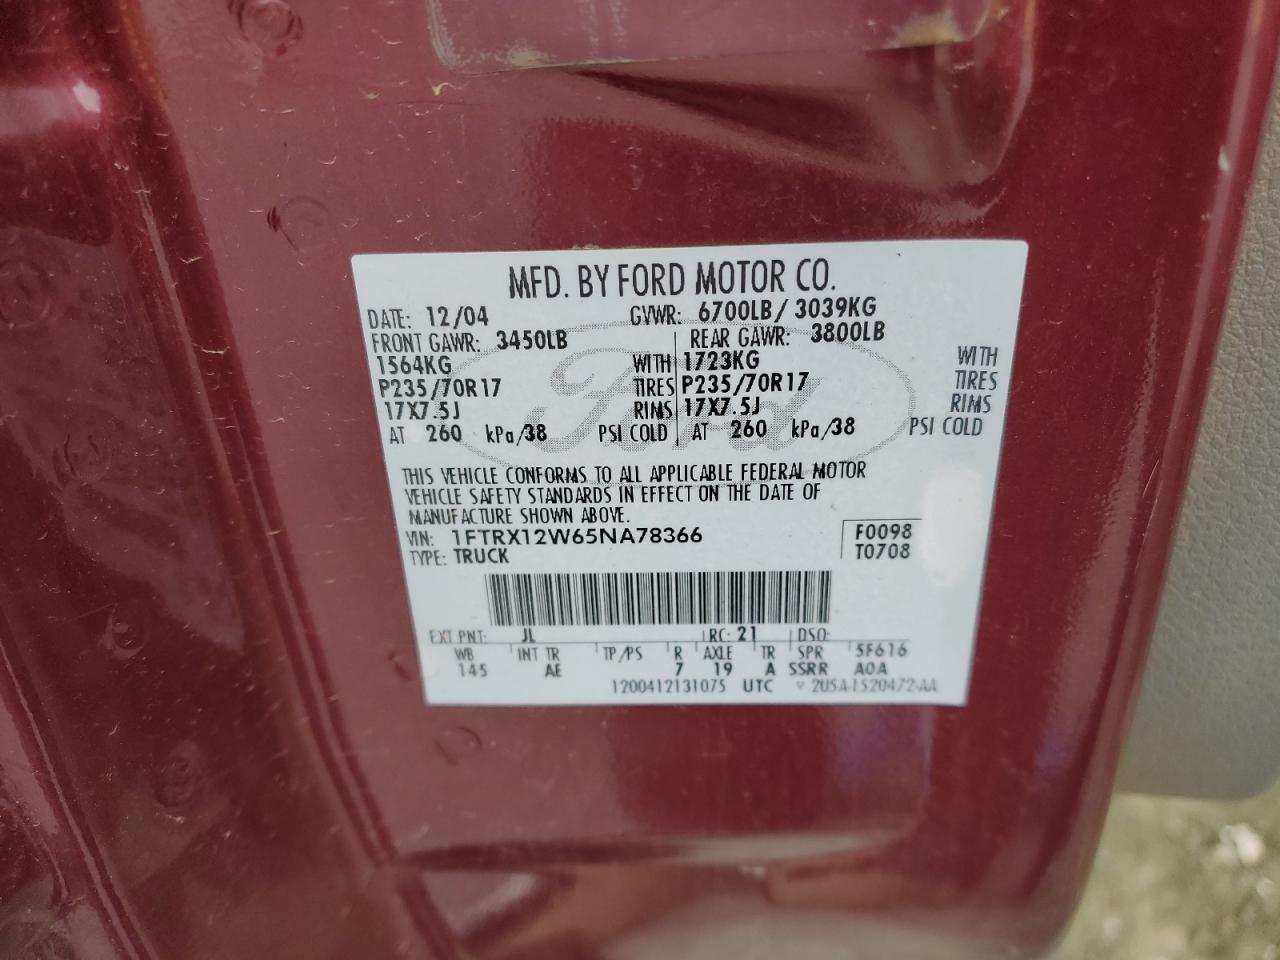 MFD. BY FORD MOTOR CO.
DATE: 12/04 GVWR: 6700LB/ 3039KG
FRONT GAWR: 3450LB REAR GAWR: 3800LB
1564KG WITH 1723KG WITH
P235/70R17 TIRES P235/70R17 TIRES
17X7.5J RIMS 17X7.5J RIMS
AT 260 kPa/38 PSI COLD AT 260 kPa/38 PSI COLD
Ford
THIS VEHICLE CONFORMS TO ALL APPLICABLE FEDERAL MOTOR
VEHICLE SAFETY STANDARDS IN EFFECT ON THE DATE OF
MANUFACTURE SHOWN ABOVE.
VIN: 1FTRX12W65NA78366 F0098
TYPE: TRUCK T0708
EXT PNT: JL RC: 21 DSO:
WB INT TR TP/PS R AXLE TR SPR 5F616
145 AE 7 19 A SSRR A0A
1200412131075 UTC 2U5A-1520472-AA